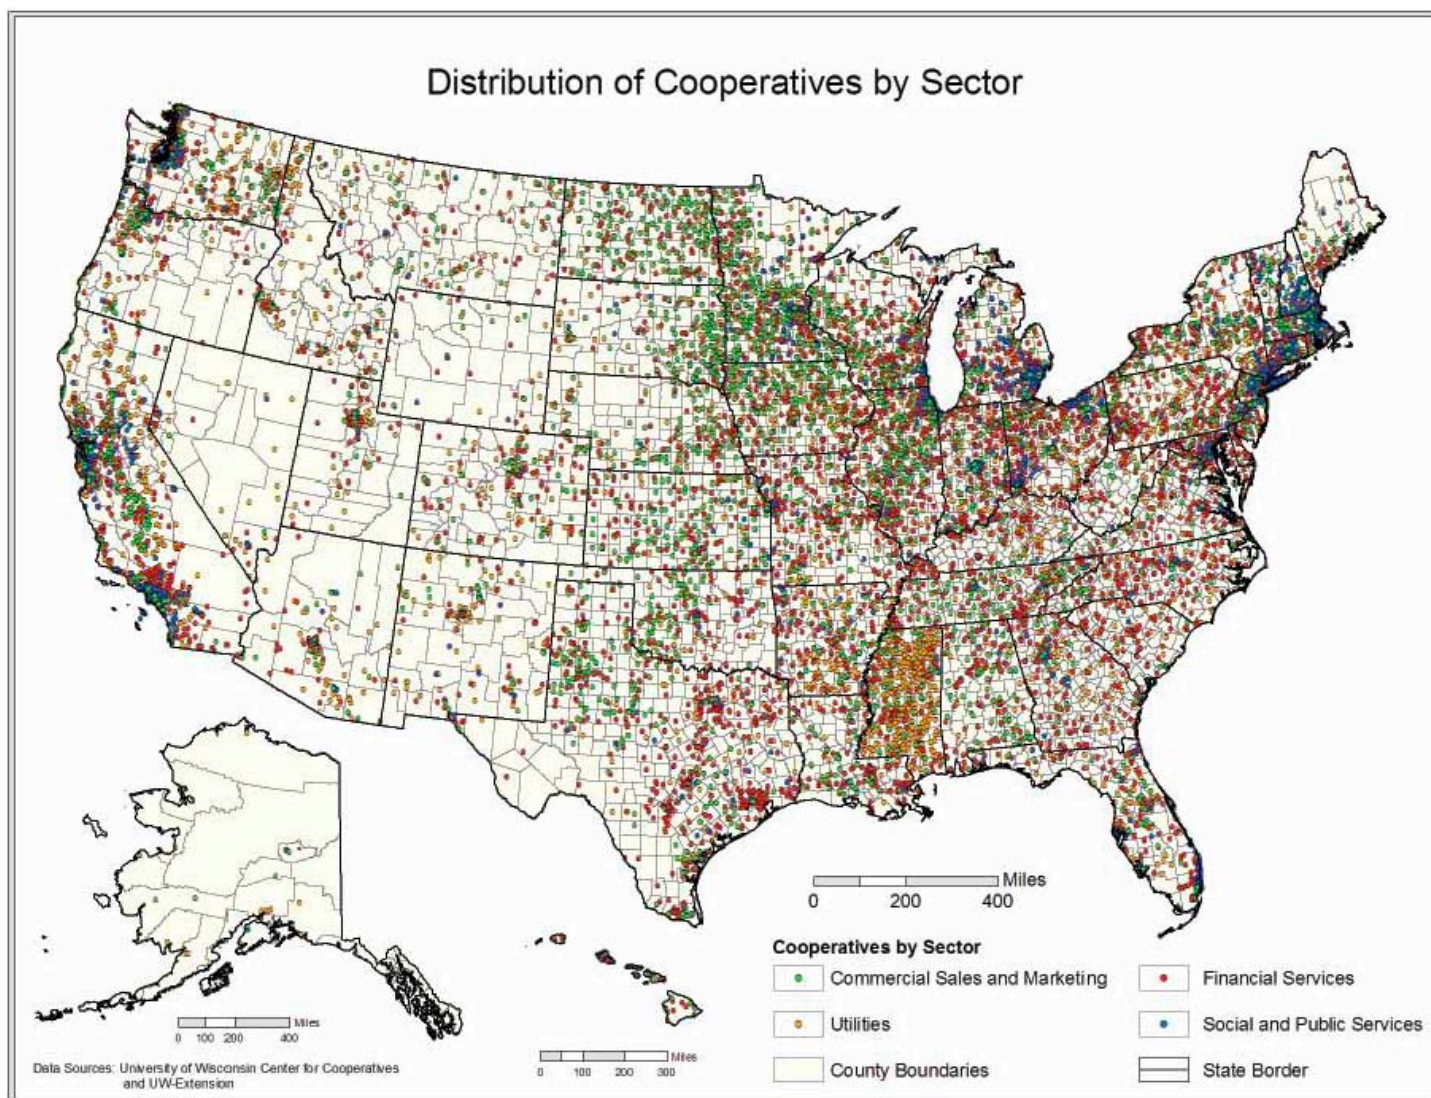 Distribution of Cooperatives by Sector
Miles
0 200 400
Cooperatives by Sector
Commercial Sales and Marketing
Financial Services
Utilities
Social and Public Services
County Boundaries
State Border
Miles
0 100 200 400
Miles
0 50 100 200 300
Data Sources: University of Wisconsin Center for Cooperatives
and UW-Extension